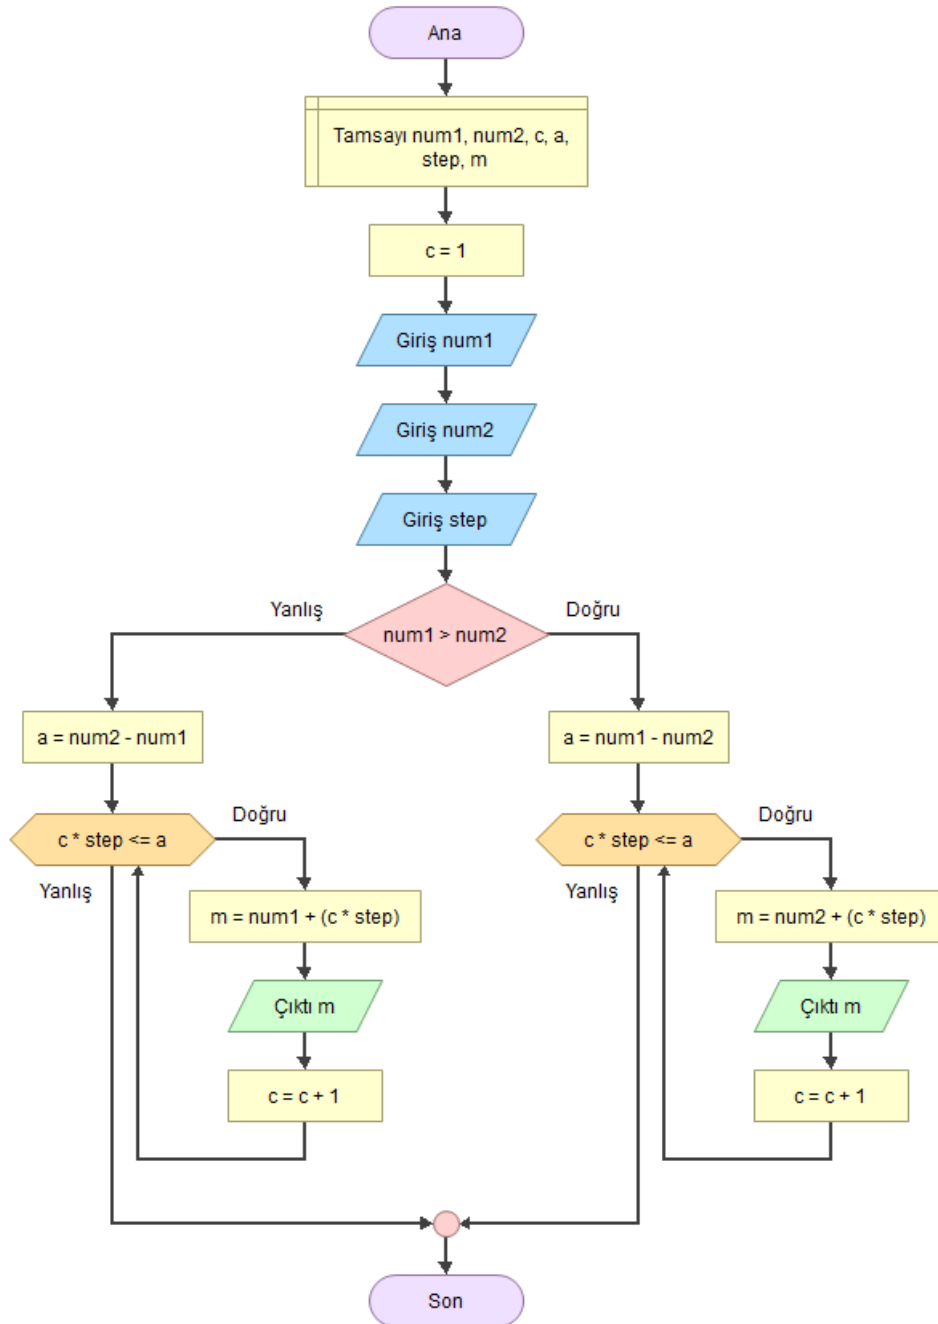 Ana
Tamsayı num1, num2, c, a,
step, m
c = 1
Giriş num1
Giriş num2
Giriş step
Yanlış
num1 > num2
Doğru
a = num2 - num1
a = num1 - num2
c * step <= a
Doğru
Yanlış
m = num1 + (c * step)
Çıktı m
c = c + 1
c * step <= a
Doğru
Yanlış
m = num2 + (c * step)
Çıktı m
c = c + 1
Son